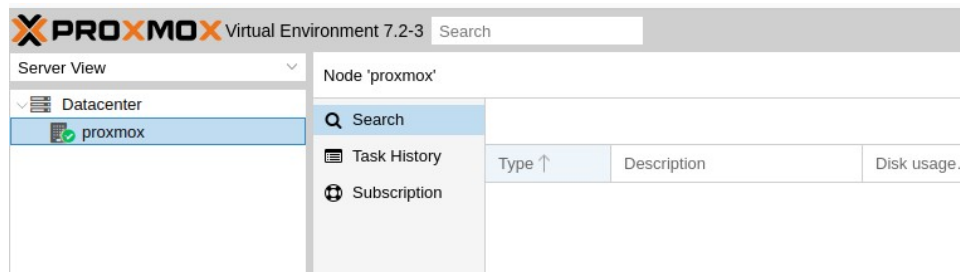 PROXMOX Virtual Environment 7.2-3 Search
Server View
Node 'proxmox'
Datacenter
proxmox
Search
Task History
Subscription
Type Description Disk usage.